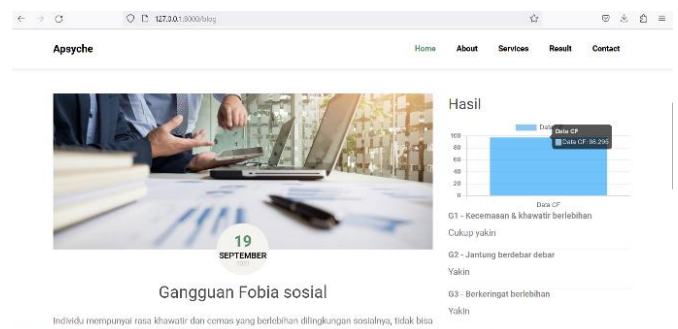 127.0.0.1:8000/blog
Apsyche
Home About Services Result Contact
Hasil
Data CF
Data CF: 98.295
100
80
60
40
20
0
Data CF
G1 - Kecemasan & khawatir berlebihan
Cukup yakin
G2 - Jantung berdebar debar
Yakin
G3 - Berkeringat berlebihan
Yakin
19
SEPTEMBER
Gangguan Fobia sosial
Individu mempunyai rasa khawatir dan cemas yang berlebihan dilingkungan sosialnya, tidak bisa